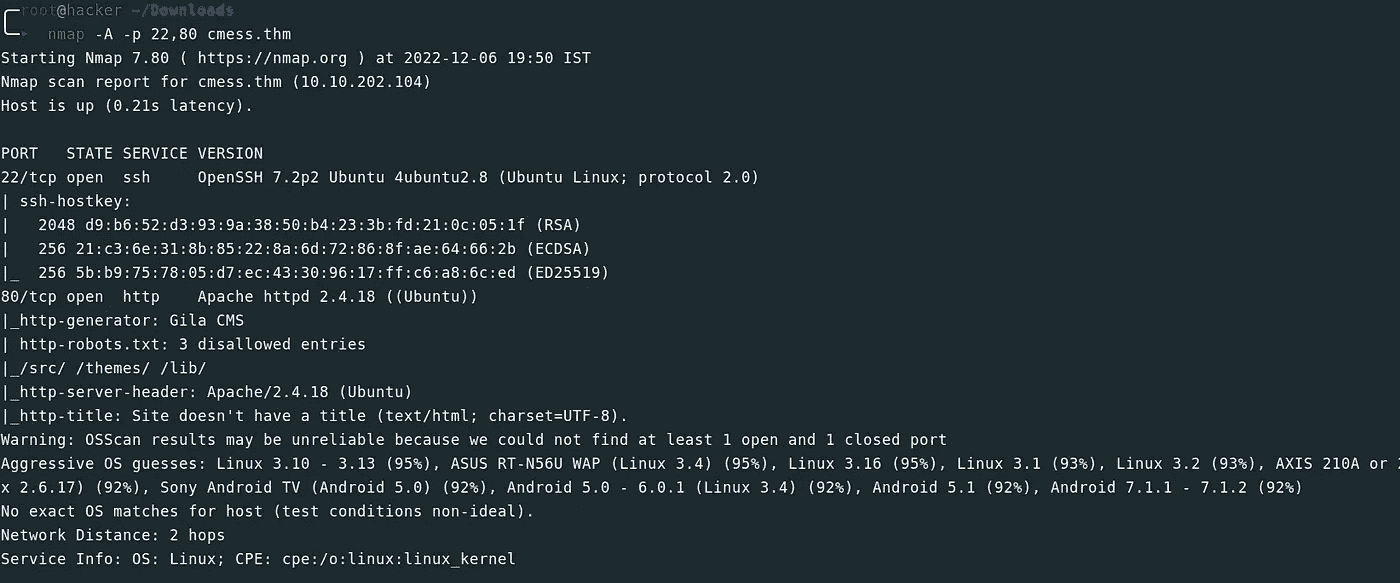 root@hacker ~/Downloads
nmap -A -p 22,80 cmess.thm
Starting Nmap 7.80 ( https://nmap.org ) at 2022-12-06 19:50 IST
Nmap scan report for cmess.thm (10.10.202.104)
Host is up (0.21s latency).
PORT   STATE SERVICE VERSION
22/tcp open  ssh     OpenSSH 7.2p2 Ubuntu 4ubuntu2.8 (Ubuntu Linux; protocol 2.0)
| ssh-hostkey:
|   2048 d9:b6:52:d3:93:9a:38:50:b4:23:3b:fd:21:0c:05:1f (RSA)
|   256 21:c3:6e:31:8b:85:22:8a:6d:72:86:8f:ae:64:66:2b (ECDSA)
|_  256 5b:b9:75:78:05:d7:ec:43:30:96:17:ff:c6:a8:6c:ed (ED25519)
80/tcp open  http    Apache httpd 2.4.18 ((Ubuntu))
|_http-generator: Gila CMS
| http-robots.txt: 3 disallowed entries
|_/src/ /themes/ /lib/
|_http-server-header: Apache/2.4.18 (Ubuntu)
|_http-title: Site doesn't have a title (text/html; charset=UTF-8).
Warning: OSScan results may be unreliable because we could not find at least 1 open and 1 closed port
Aggressive OS guesses: Linux 3.10 - 3.13 (95%), ASUS RT-N56U WAP (Linux 3.4) (95%), Linux 3.16 (95%), Linux 3.1 (93%), Linux 3.2 (93%), AXIS 210A or
x 2.6.17) (92%), Sony Android TV (Android 5.0) (92%), Android 5.0 - 6.0.1 (Linux 3.4) (92%), Android 5.1 (92%), Android 7.1.1 - 7.1.2 (92%)
No exact OS matches for host (test conditions non-ideal).
Network Distance: 2 hops
Service Info: OS: Linux; CPE: cpe:/o:linux:linux_kernel